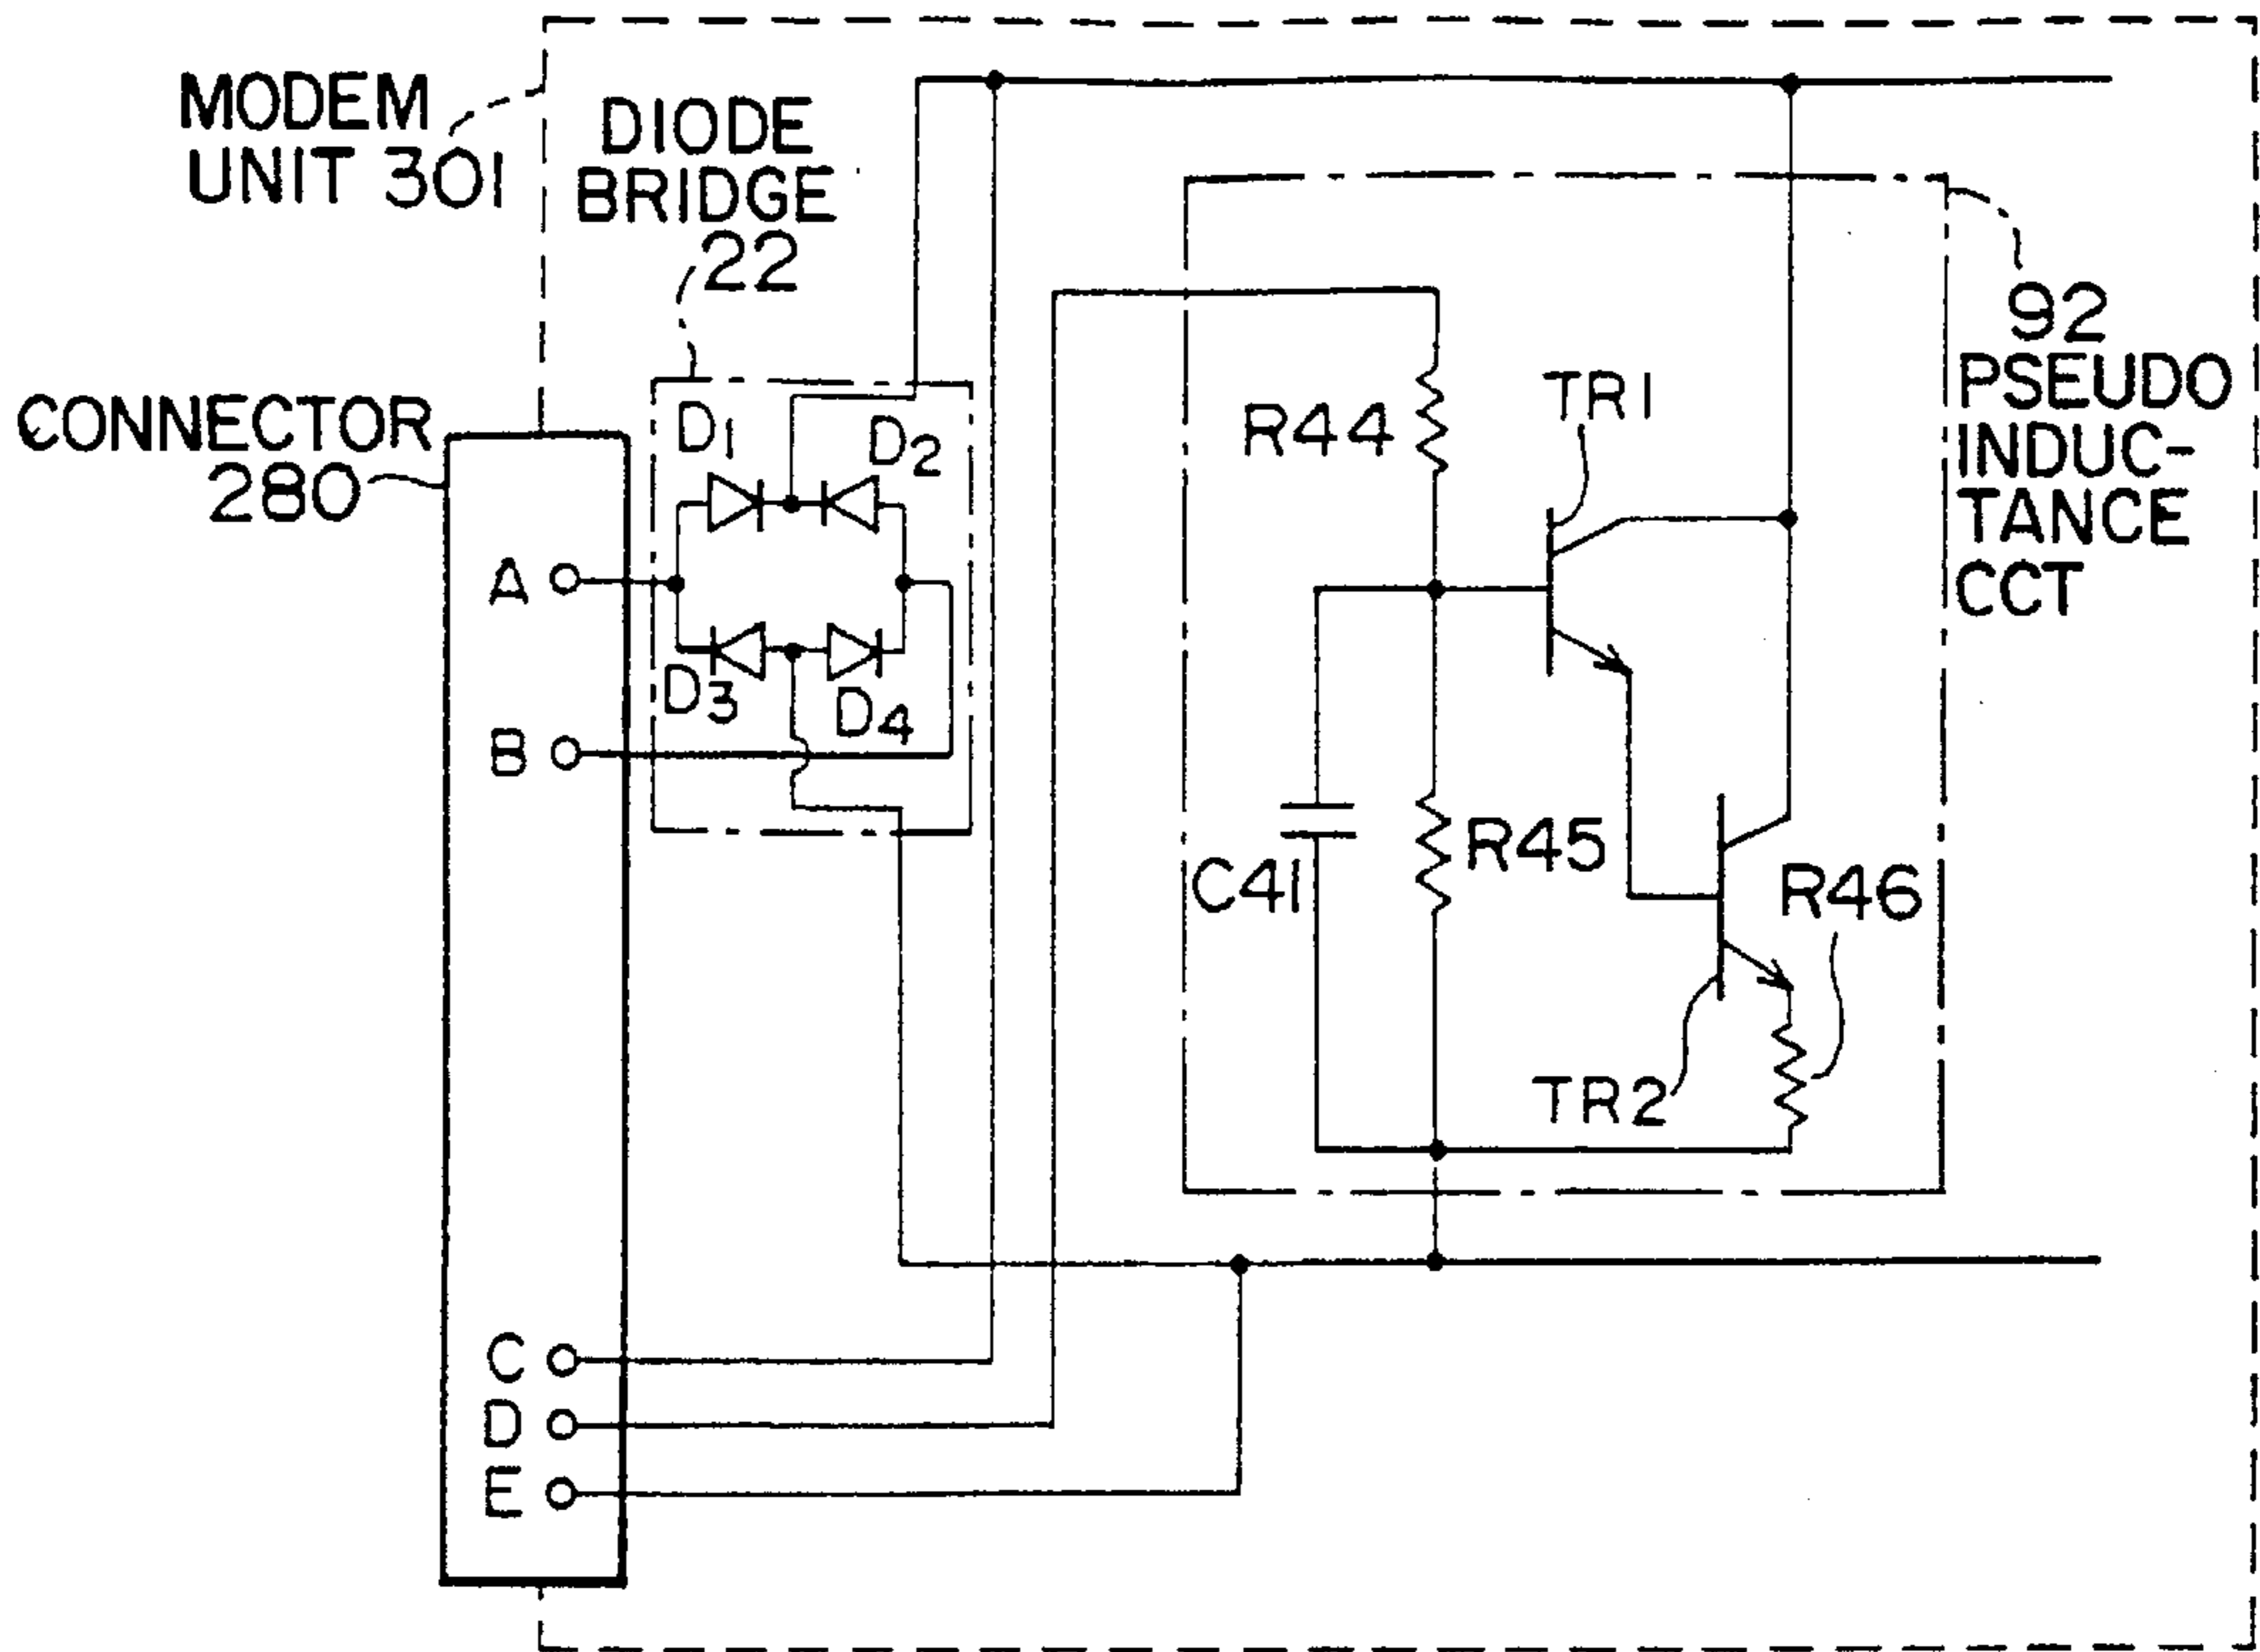 MODEM
UNIT 301
DIODE
BRIDGE
22
92
PSEUDO
INDUC-
TANCE
CCT
CONNECTOR
280
D1
D2
D3
D4
A
B
C
D
E
R44
TR1
C41
R45
R46
TR2